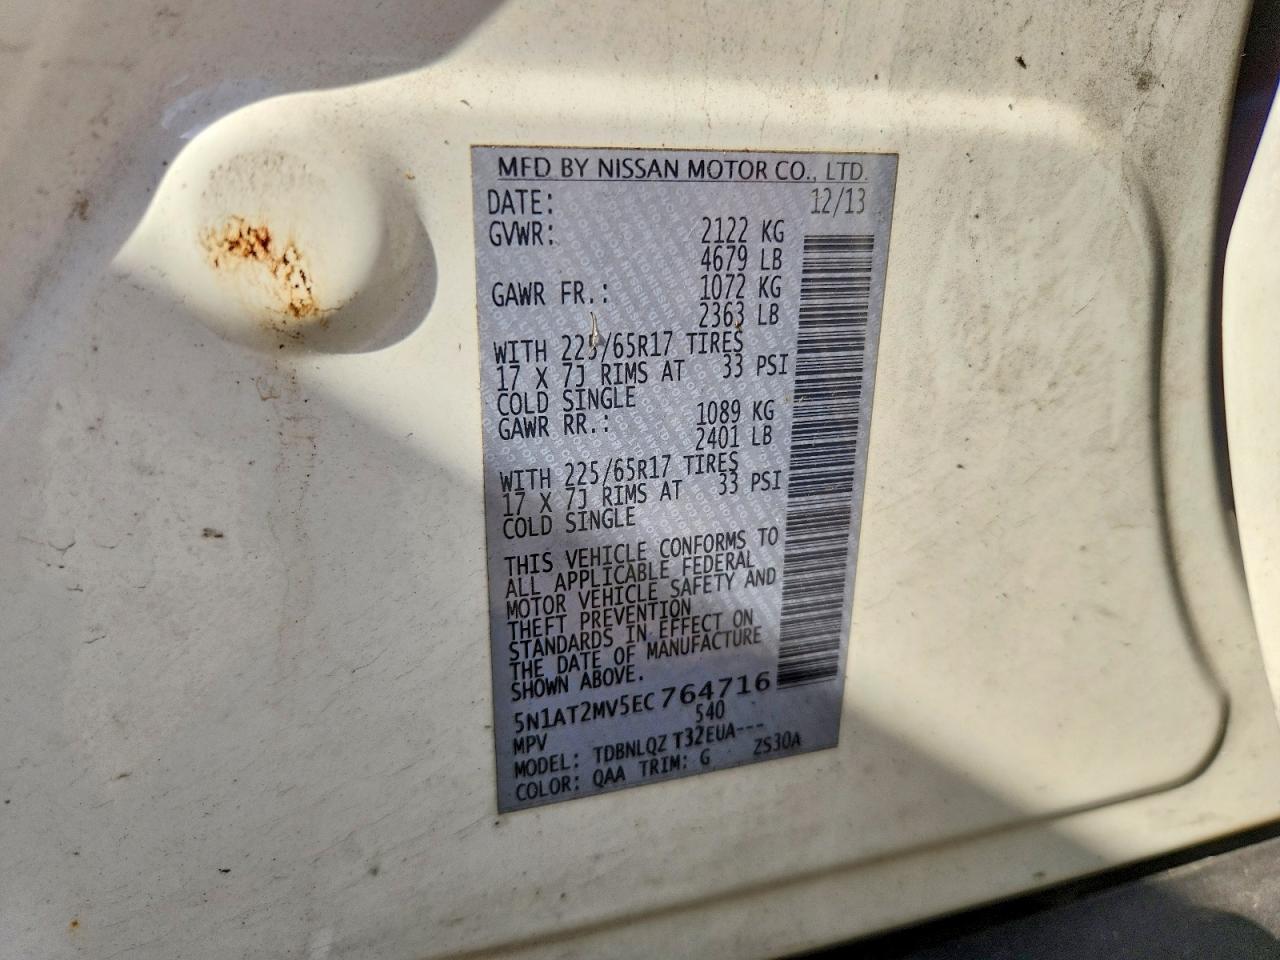 MFD BY NISSAN MOTOR CO., LTD.
DATE: 12/13
GVWR: 2122 KG
4679 LB
GAWR FR.: 1072 KG
2363 LB
WITH 225/65R17 TIRES
17 X 7J RIMS AT 33 PSI
COLD SINGLE
GAWR RR.: 1089 KG
2401 LB
WITH 225/65R17 TIRES
17 X 7J RIMS AT 33 PSI
COLD SINGLE
THIS VEHICLE CONFORMS TO
ALL APPLICABLE FEDERAL
MOTOR VEHICLE SAFETY AND
THEFT PREVENTION
STANDARDS IN EFFECT ON
THE DATE OF MANUFACTURE
SHOWN ABOVE.
5N1AT2MV5EC764716
MPV 540
MODEL: TDBNLQZ T32EUA---
COLOR: QAA TRIM: G ZS30A